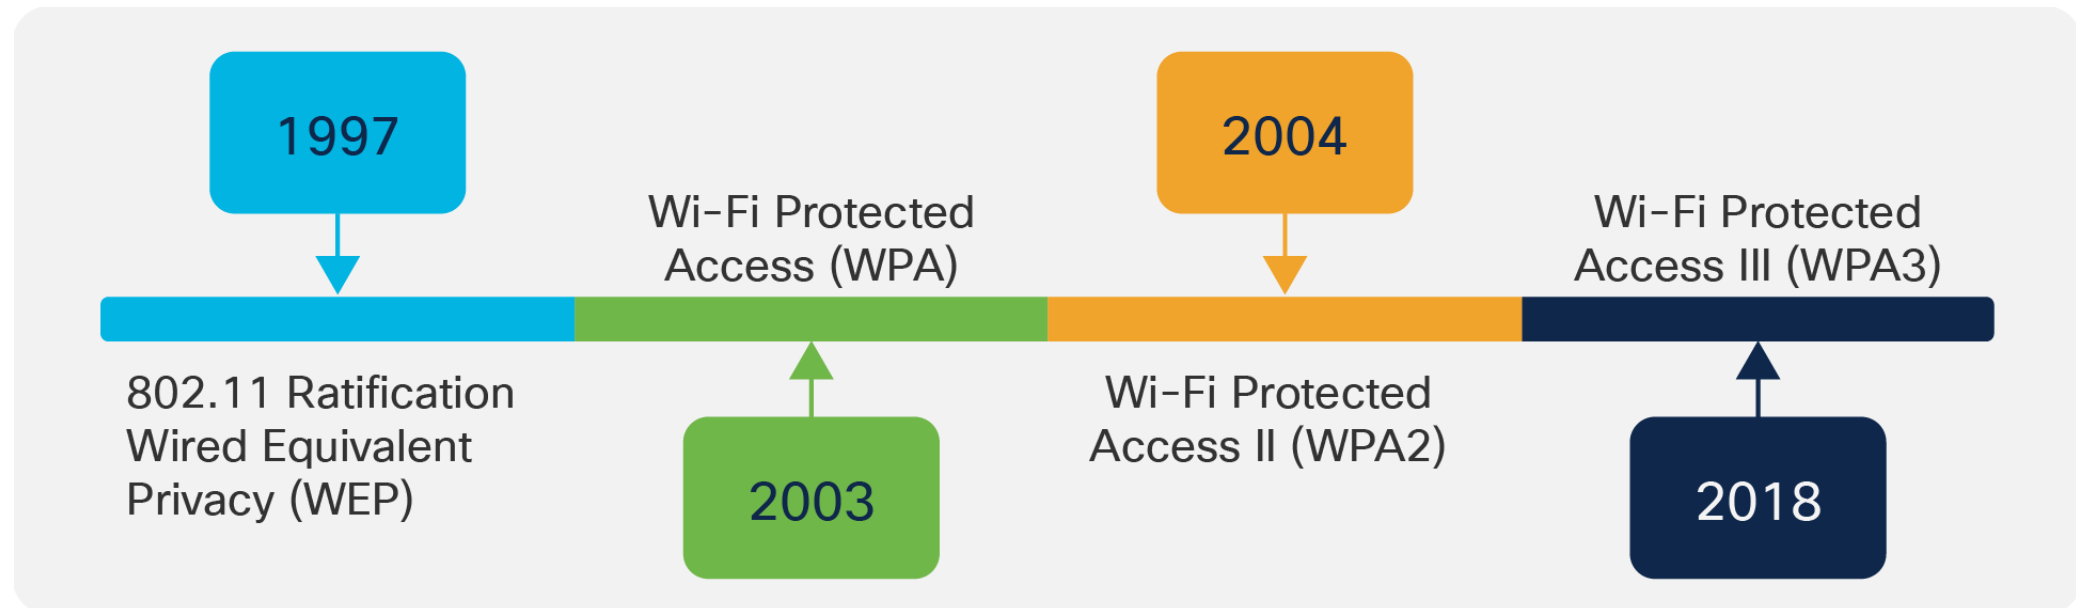 1997
802.11 Ratification
Wired Equivalent
Privacy (WEP)
Wi-Fi Protected
Access (WPA)
2003
2004
Wi-Fi Protected
Access II (WPA2)
Wi-Fi Protected
Access III (WPA3)
2018